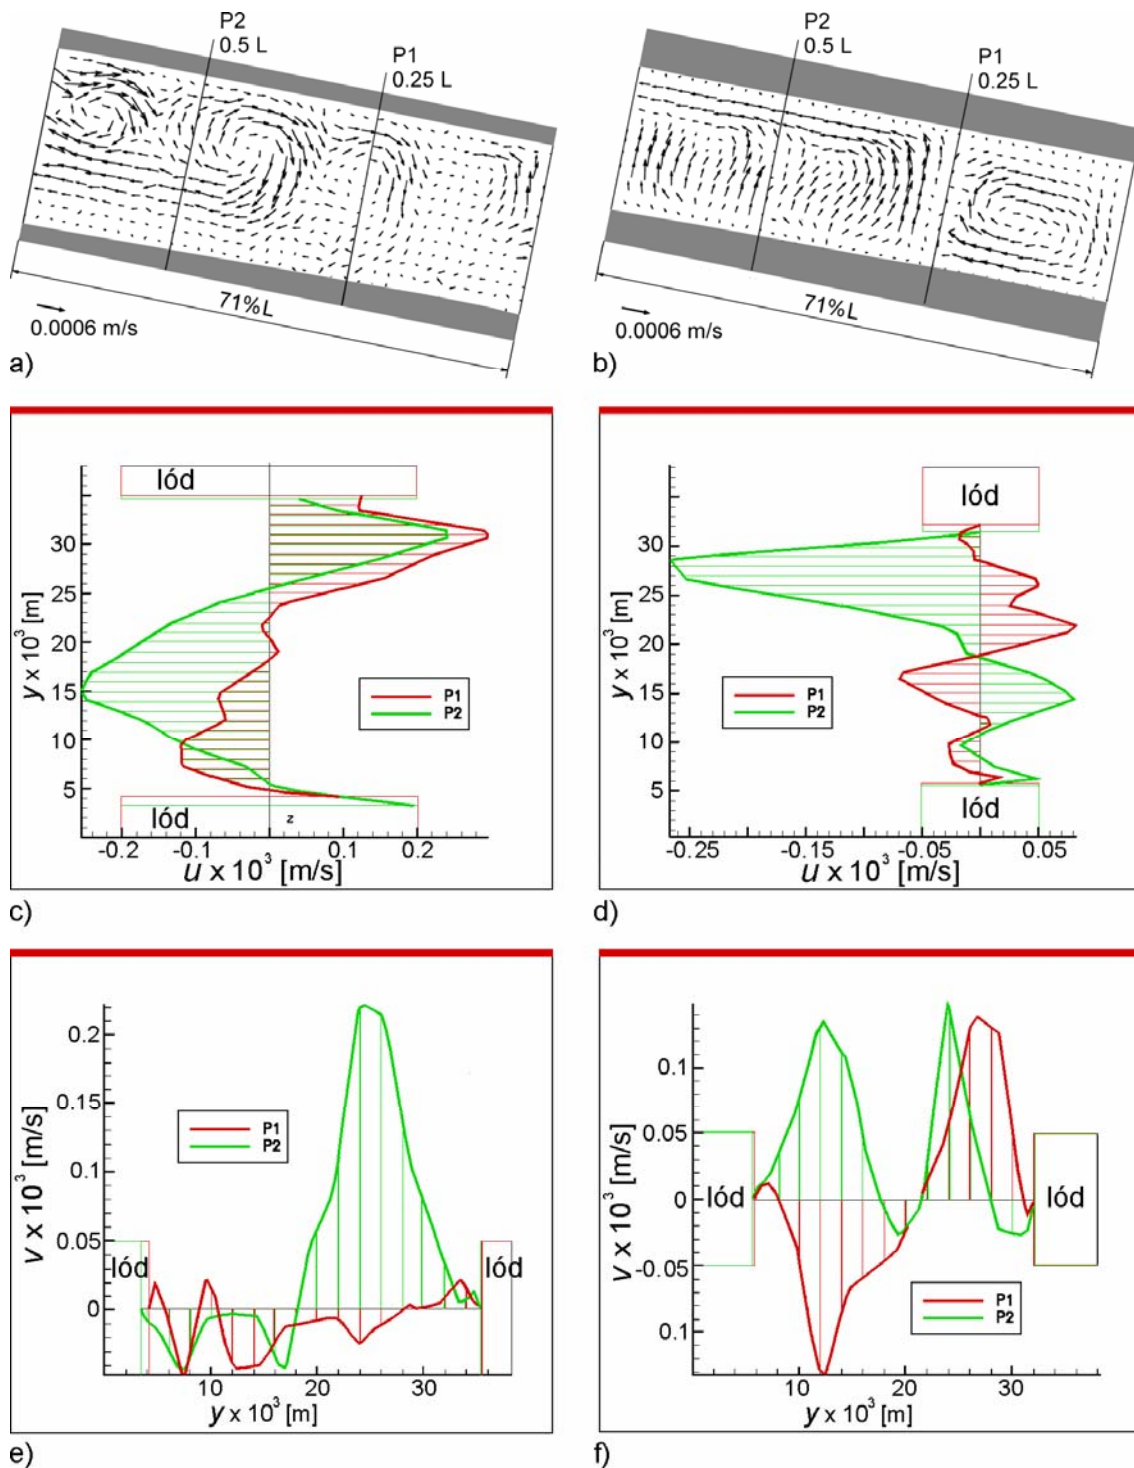 P2
0.5 L
P1
0.25 L
71%L
0.0006 m/s
a)
P2
0.5 L
P1
0.25 L
71%L
0.0006 m/s
b)
lód
30
25
20
15
10
5
y x 10³ [m]
P1
P2
lód
z
-0.2 -0.1 0.1 0.2
u x 10³ [m/s]
c)
lód
30
25
20
15
10
5
y x 10³ [m]
P1
P2
lód
-0.25 -0.15 -0.05 0.05
u x 10³ [m/s]
d)
0.2
0.15
0.1
0.05
0
v x 10³ [m/s]
P1
P2
lód
lód
10 20 30
y x 10³ [m]
e)
0.1
0.05
0
-0.05
0.1
v x 10³ [m/s]
lód
lód
P1
P2
10 20 30
y x 10³ [m]
f)